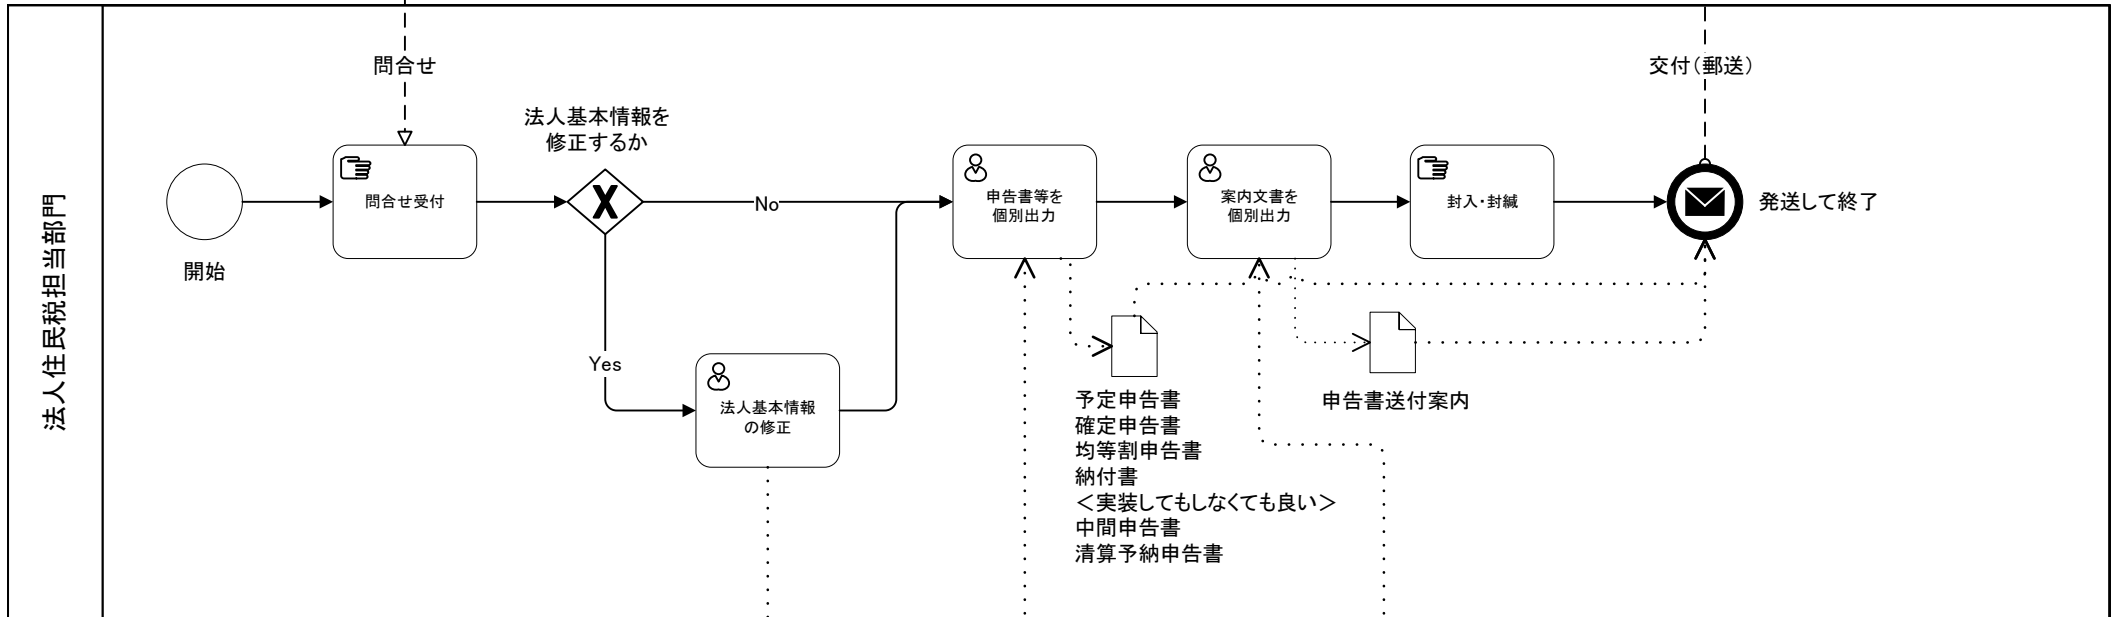 法人住民税担当部門
問合せ
交付（郵送）
法人基本情報を
修正するか
問合せ受付
開始
No
Yes
法人基本情報
の修正
申告書等を
個別出力
案内文書を
個別出力
封入・封緘
発送して終了
予定申告書
確定申告書
均等割申告書
納付書
＜実装してもしなくても良い＞
中間申告書
清算予納申告書
申告書送付案内